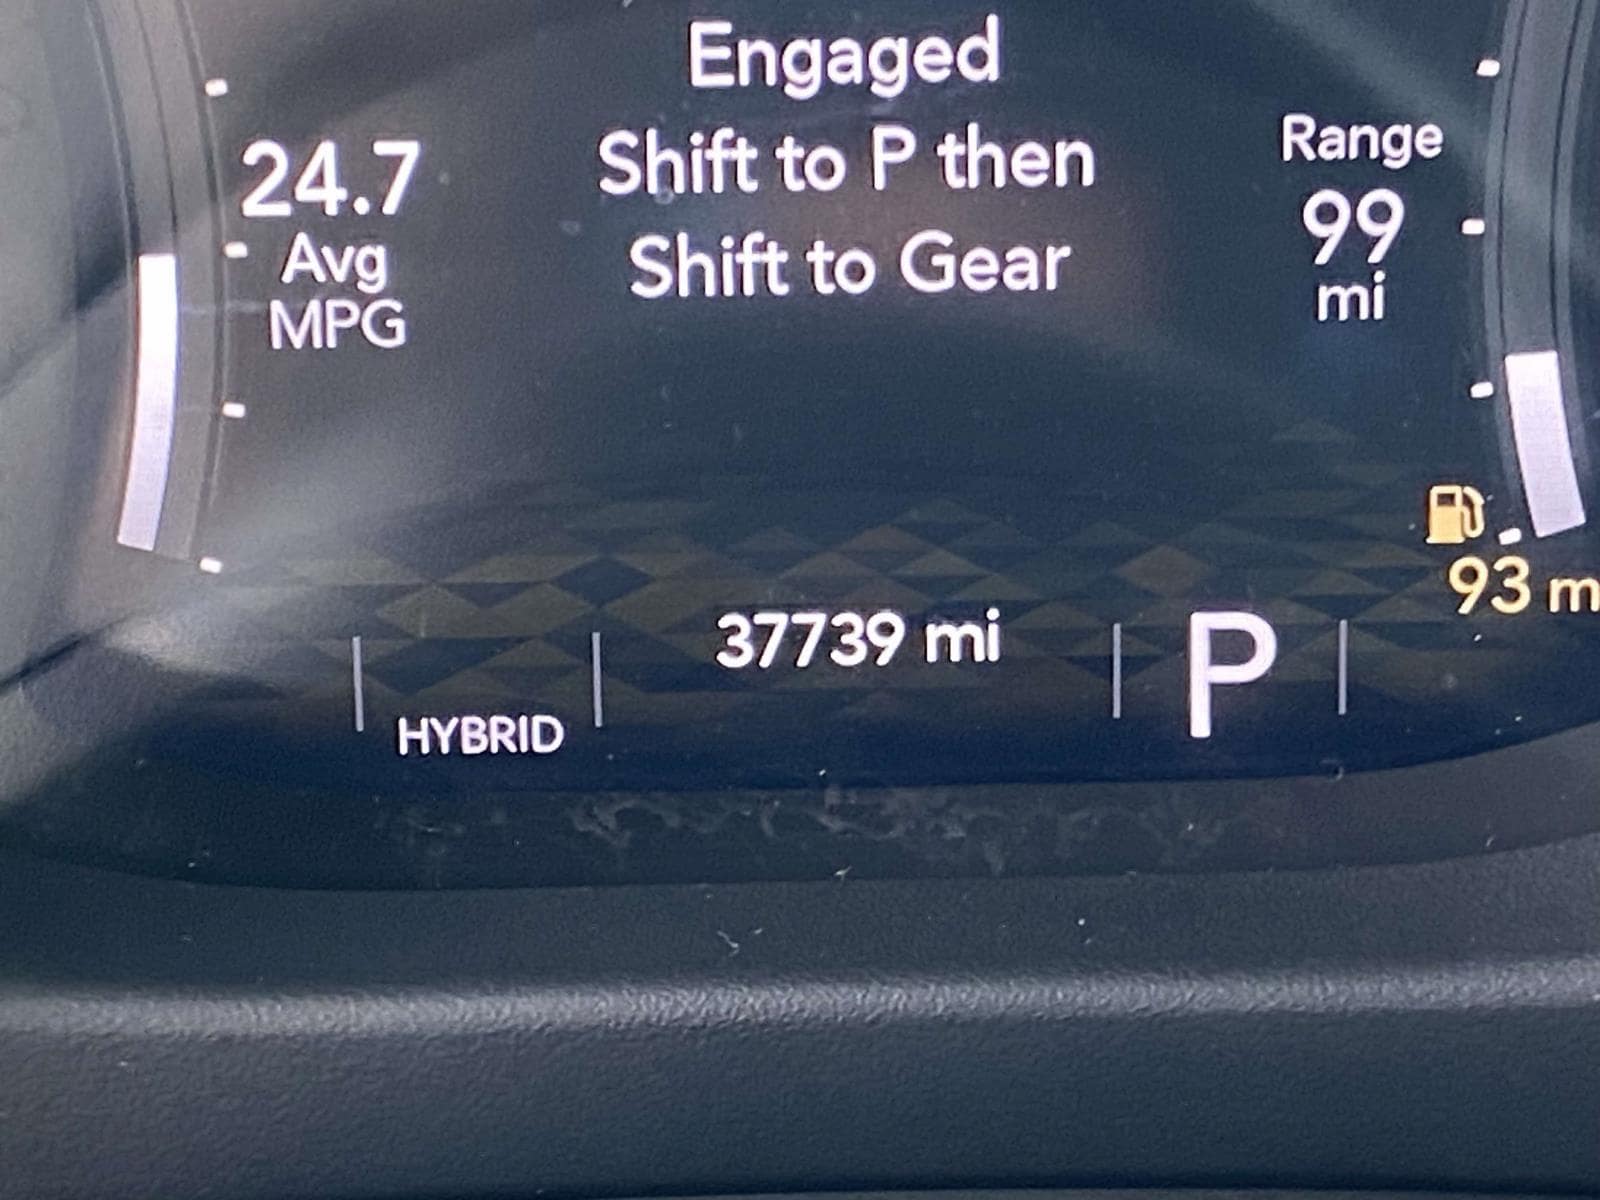 Engaged
Shift to P then
Shift to Gear
24.7
Avg
MPG
Range
99
mi
93 m
37739 mi
P
HYBRID